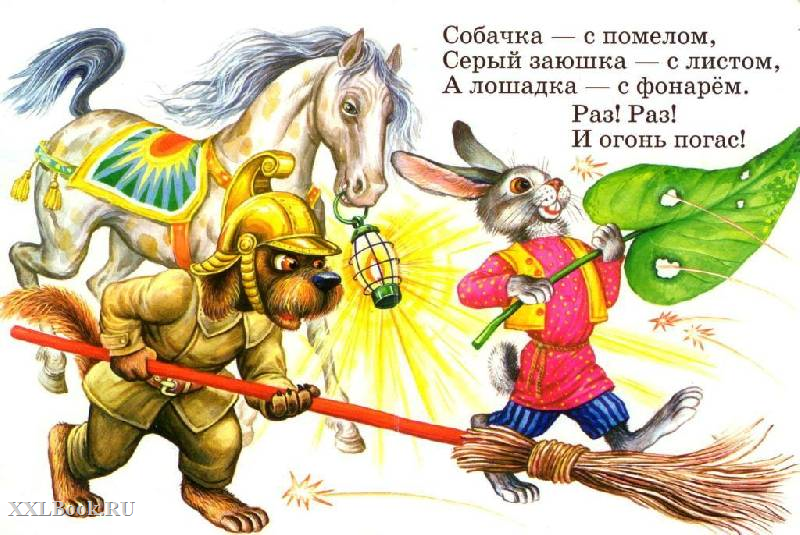 Собачка — с помелом,
Серый заюшка — с листом,
А лошадка — с фонарём.
Раз! Раз!
И огонь погас!
XXLBook.RU